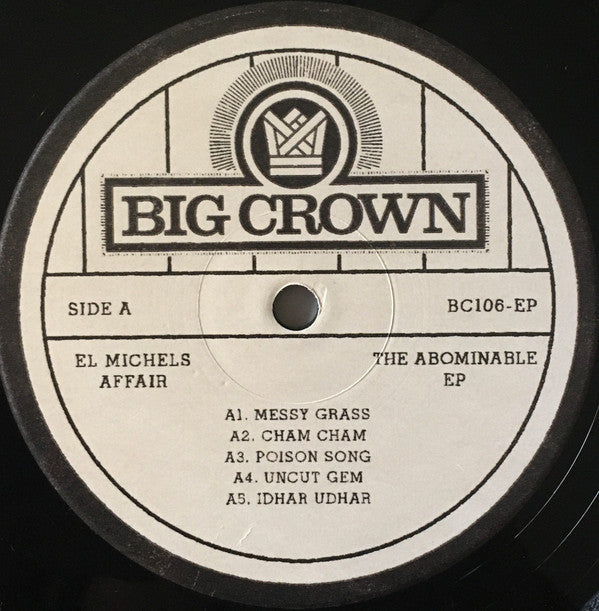 BIG CROWN
SIDE A
BC106-EP
EL MICHELS
AFFAIR
THE ABOMINABLE
EP
A1. MESSY GRASS
A2. CHAM CHAM
A3. POISON SONG
A4. UNCUT GEM
A5. IDHAR UDHAR